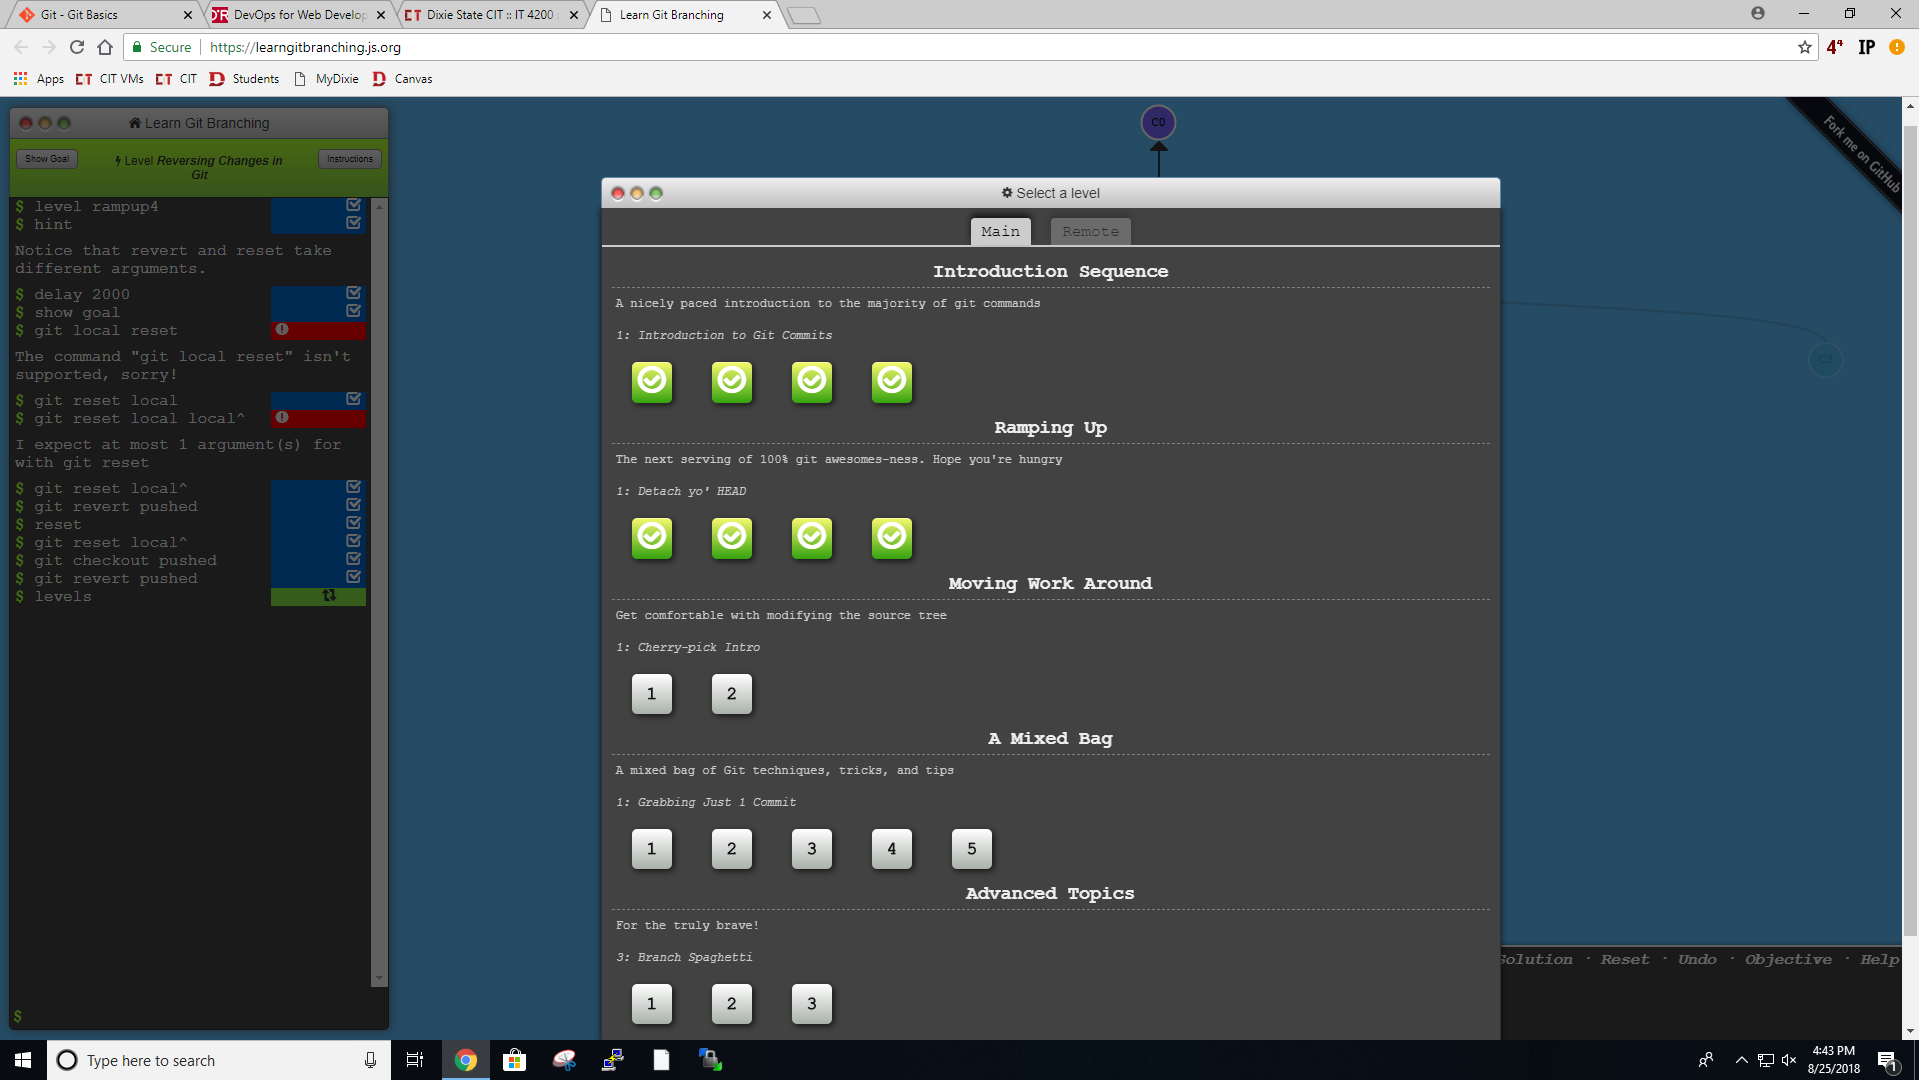 Git - Git Basics
DevOps for Web Develop
Dixie State CIT :: IT 4200
Learn Git Branching
Secure
https://learngitbranching.js.org
4⁴
IP
Apps
CIT VMs
CIT
Students
MyDixie
Canvas
Learn Git Branching
Show Goal
Level Reversing Changes in
Git
Instructions
$ level rampup4
$ hint
Notice that revert and reset take
different arguments.
$ delay 2000
$ show goal
$ git local reset
The command "git local reset" isn't
supported, sorry!
$ git reset local
$ git reset local local^
I expect at most 1 argument(s) for
with git reset
$ git reset local^
$ git revert pushed
$ reset
$ git reset local^
$ git checkout pushed
$ git revert pushed
$ levels
$
C0
Fork me on GitHub
Select a level
Main
Remote
Introduction Sequence
A nicely paced introduction to the majority of git commands
1: Introduction to Git Commits
Ramping Up
The next serving of 100% git awesomes-ness. Hope you're hungry
1: Detach yo' HEAD
Moving Work Around
Get comfortable with modifying the source tree
1: Cherry-pick Intro
1 2
A Mixed Bag
A mixed bag of Git techniques, tricks, and tips
1: Grabbing Just 1 Commit
1 2 3 4 5
Advanced Topics
For the truly brave!
3: Branch Spaghetti
1 2 3
Solution · Reset · Undo · Objective · Help
Type here to search
4:43 PM
8/25/2018
1